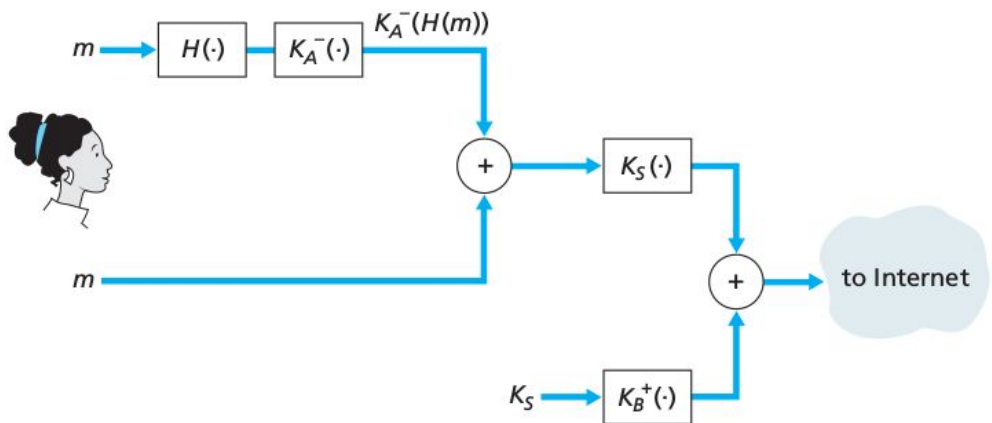 m
H(·)
K_A^-(·)
K_A^-(H(m))
+
K_S(·)
m
+
to Internet
K_S
K_B^+(·)